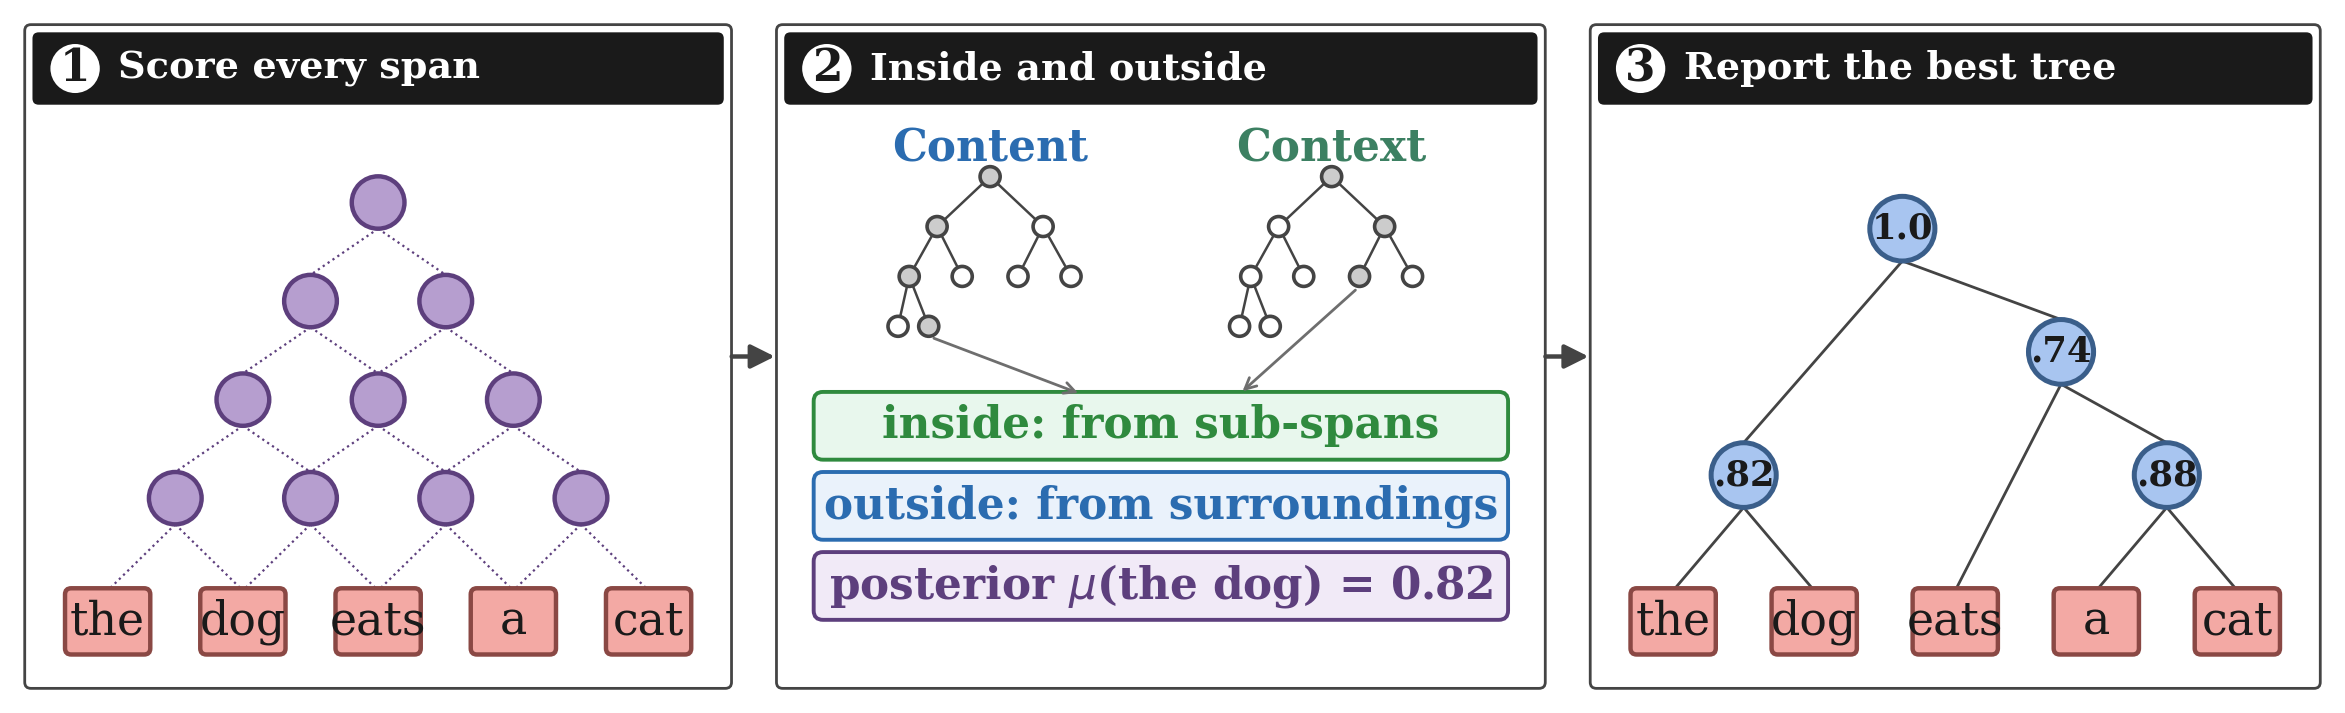 1 Score every span
the dog eats a cat
2 Inside and outside
Content Context
inside: from sub-spans
outside: from surroundings
posterior μ(the dog) = 0.82
3 Report the best tree
1.0
.74
.82 .88
the dog eats a cat